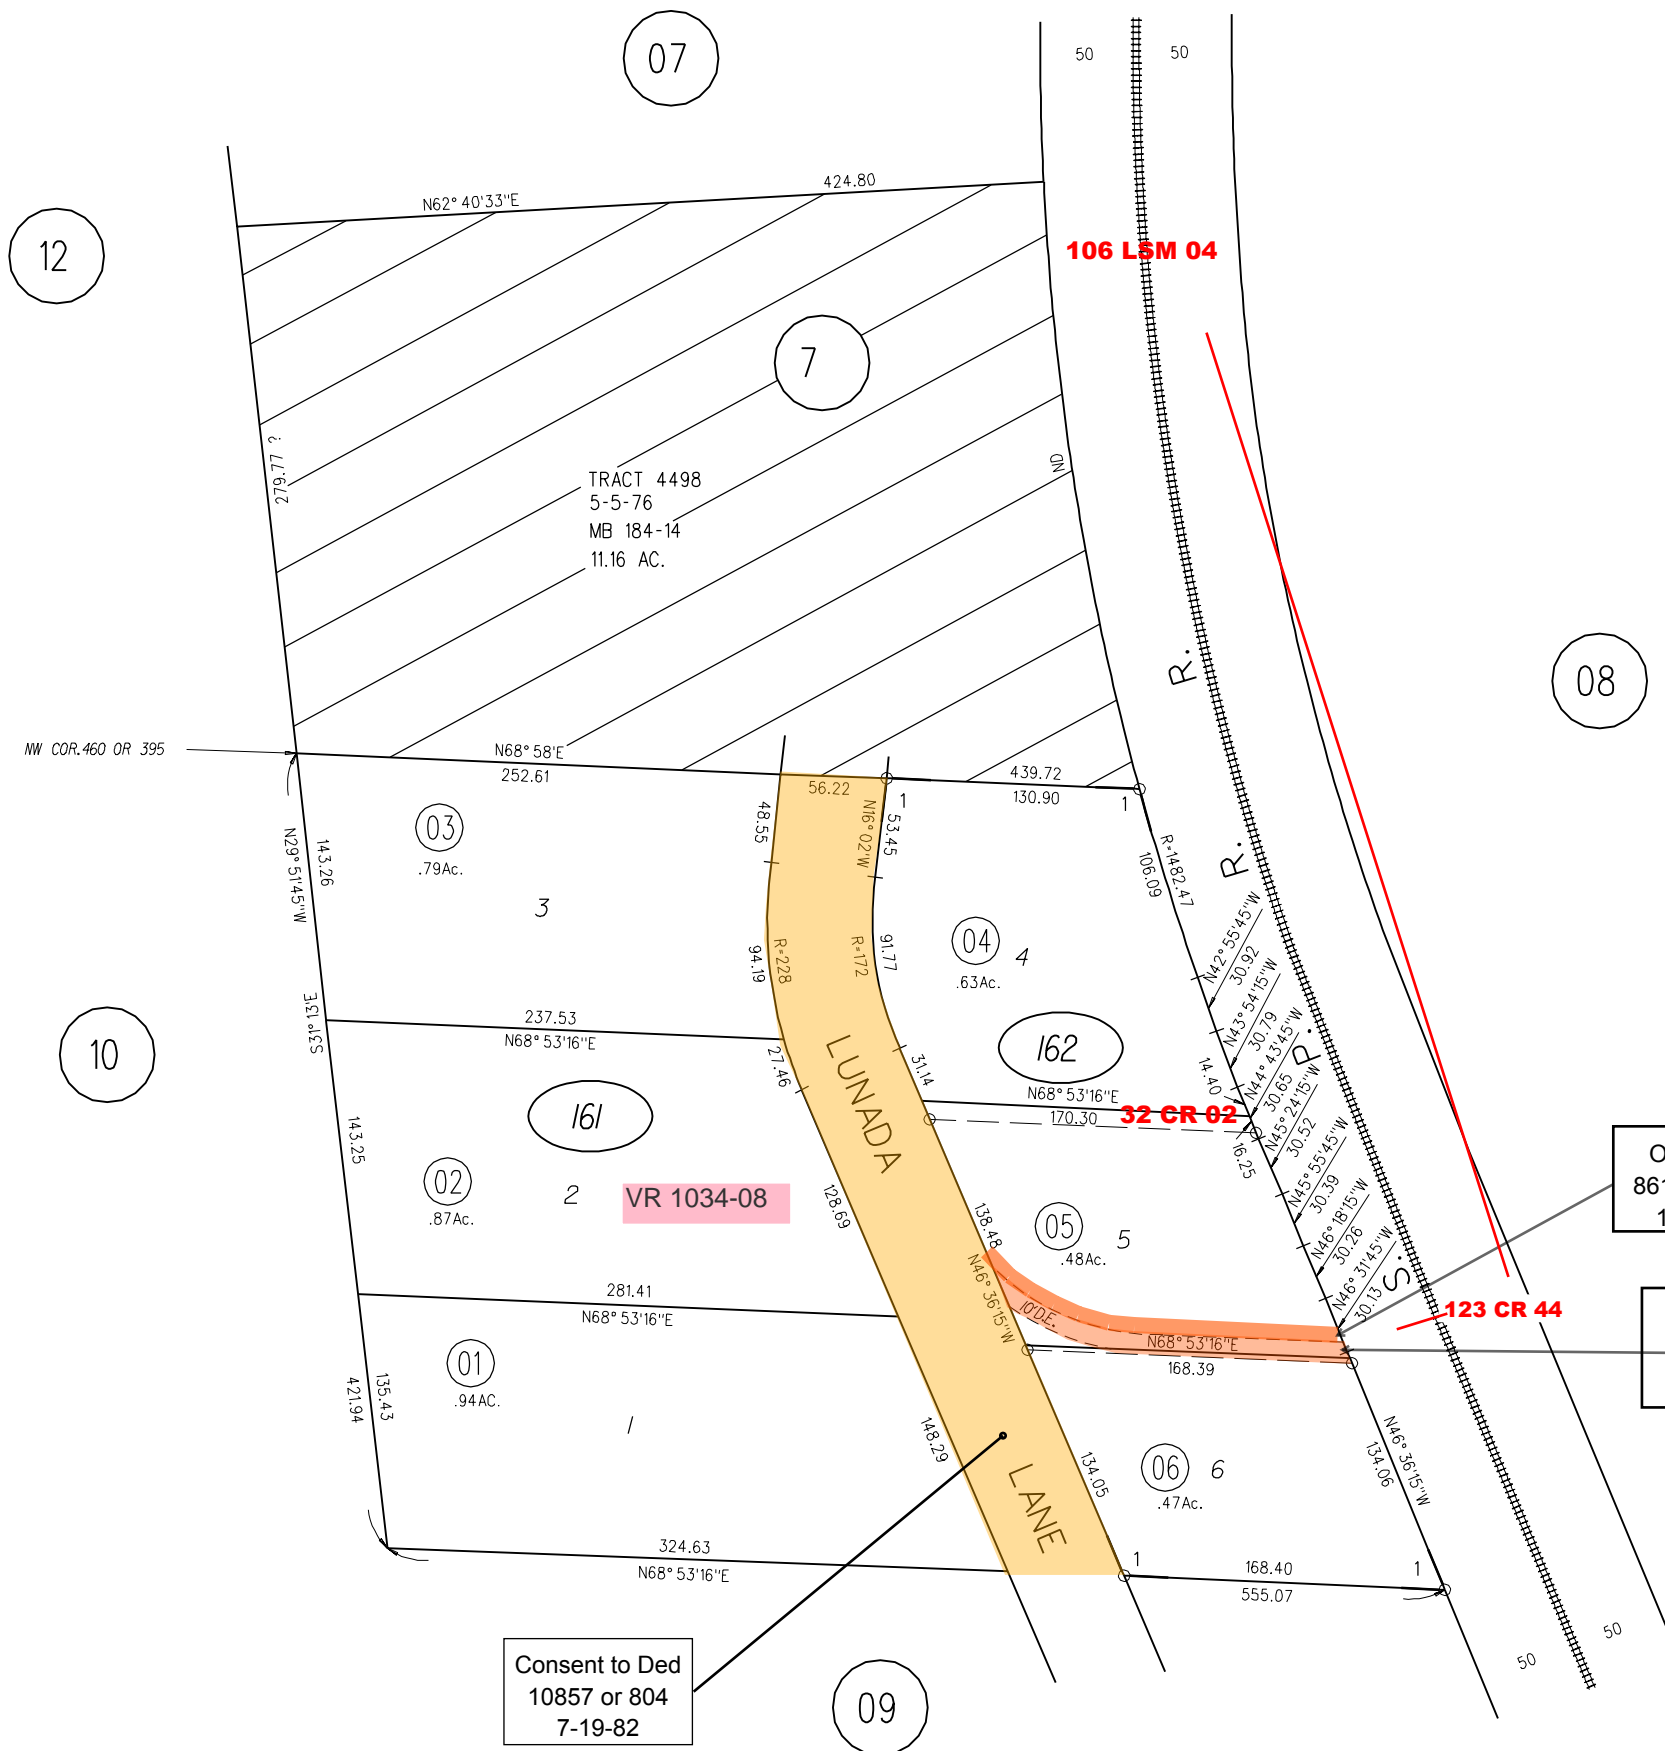 07
50
50
12
N62°40'33"E
424.80
106 LSM 04
7
279.77 ?
TRACT 4498
5-5-76
MB 184-14
11.16 AC.
ND
R.
08
NW COR.460 OR 395
N68°58'E
252.61
56.22
439.72
130.90
1
1
03
.79Ac.
3
N29°51'45"W
143.26
48.55
N16°02'W
53.45
R=1482.47
106.09
R.
R=228
94.19
R=172
91.77
04
.63Ac.
4
N42°55'45"W
30.92
N43°54'15"W
30.79
N44°43'45"W
30.65
N45°24'15"W
30.52
N45°55'45"W
30.39
N46°18'15"W
30.26
N46°31'45"W
30.13
P.
S.
10
S31°13'E
237.53
N68°53'16"E
27.46
31.14
LUNADA
162
14.40
N68°53'16"E
170.30
32 CR 02
16.25
161
143.25
02
.87Ac.
2
VR 1034-08
128.69
138.48
N46°36'15"W
05
.48Ac.
5
O
861
1
281.41
N68°53'16"E
10'D.E.
N68°53'16"E
168.39
123 CR 44
01
.94AC.
1
135.43
421.94
148.29
134.05
LANE
06
.47Ac.
6
N46°36'15"W
134.06
324.63
N68°53'16"E
1
168.40
555.07
1
50
50
Consent to Ded
10857 or 804
7-19-82
09